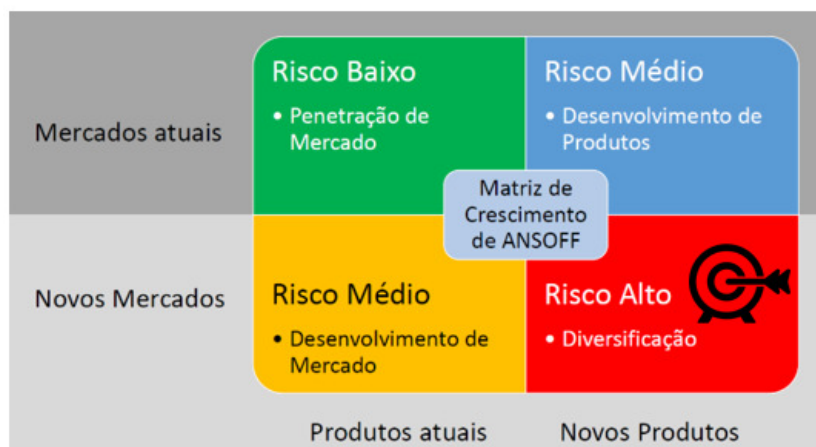 Mercados atuais
Risco Baixo
• Penetração de
Mercado
Risco Médio
• Desenvolvimento de
Produtos
Matriz de
Crescimento
de ANSOFF
Novos Mercados
Risco Médio
• Desenvolvimento de
Mercado
Risco Alto
• Diversificação
Produtos atuais
Novos Produtos